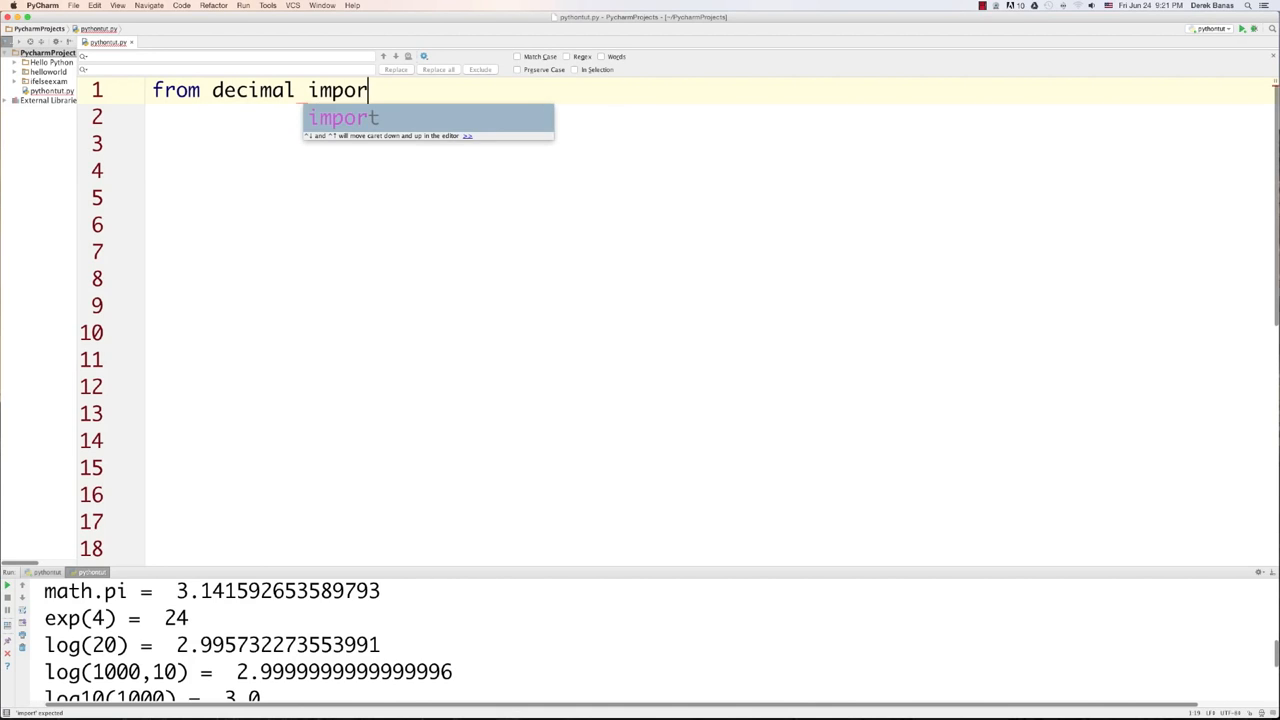 PyCharm File Edit View Navigate Code Refactor Run Tools VCS Window Help 10 Fri Jun 24 9:21 PM Derek Banas
pythontut.py - PycharmProjects - [~/PycharmProjects]
PycharmProjects pythontut.py pythontut
pythontut.py
PycharmProject
Hello Python
helloworld
ifelseexam
pythontut.py
External Librarie
Match Case Regex Words
Replace Replace all Exclude Preserve Case In Selection
1 from decimal impor
import
^↓ and ^↑ will move caret down and up in the editor >>
2
3
4
5
6
7
8
9
10
11
12
13
14
15
16
17
18
Run: pythontut pythontut
math.pi = 3.141592653589793
exp(4) = 24
log(20) = 2.995732273553991
log(1000,10) = 2.9999999999999996
log10(1000) = 3.0
'import' expected 1:19 LF÷ UTF-8÷